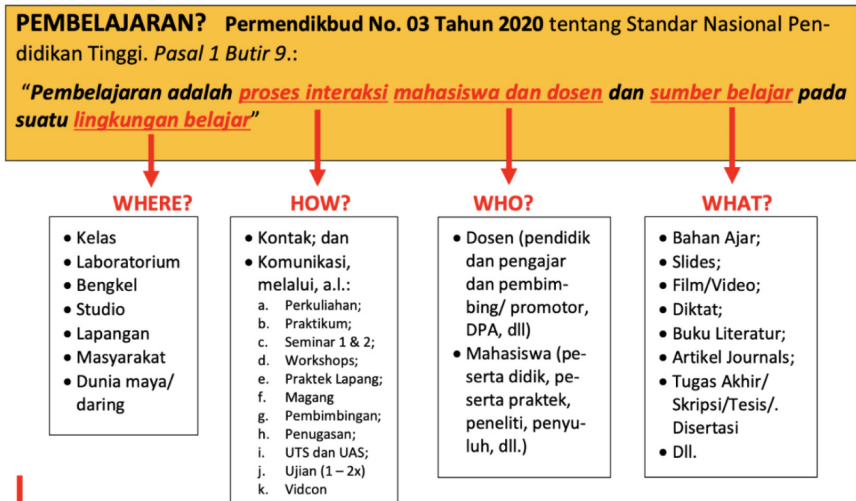 PEMBELAJARAN? Permendikbud No. 03 Tahun 2020 tentang Standar Nasional Pen-
didikan Tinggi. Pasal 1 Butir 9.:
“Pembelajaran adalah proses interaksi mahasiswa dan dosen dan sumber belajar pada
suatu lingkungan belajar”
WHERE?
• Kelas
• Laboratorium
• Bengkel
• Studio
• Lapangan
• Masyarakat
• Dunia maya/
daring
HOW?
• Kontak; dan
• Komunikasi,
melalui, a.l.:
a. Perkuliahan;
b. Praktikum;
c. Seminar 1 & 2;
d. Workshops;
e. Praktek Lapang;
f. Magang
g. Pembimbingan;
h. Penugasan;
i. UTS dan UAS;
j. Ujian (1 – 2x)
k. Vidcon
WHO?
• Dosen (pendidik
dan pengajar
dan pembim-
bing/ promotor,
DPA, dll)
• Mahasiswa (pe-
serta didik, pe-
serta praktek,
peneliti, penyu-
luh, dll.)
WHAT?
• Bahan Ajar;
• Slides;
• Film/Video;
• Diktat;
• Buku Literatur;
• Artikel Journals;
• Tugas Akhir/
Skripsi/Tesis/.
Disertasi
• Dll.